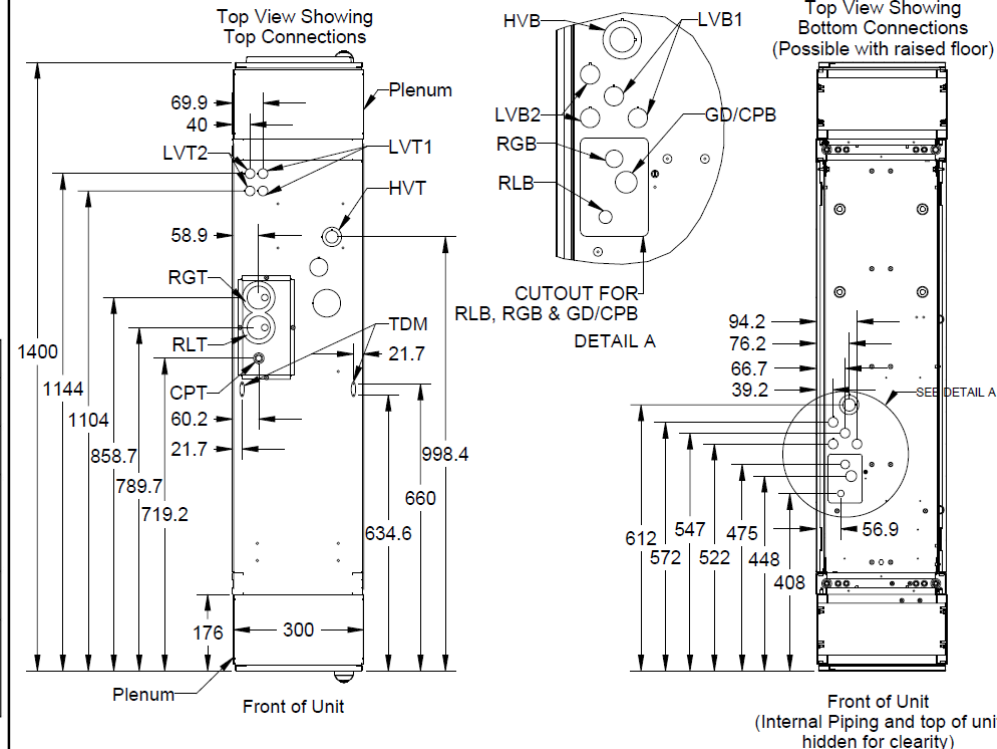 Top View Showing
Top Connections
69.9
40
LVT2
Plenum
LVT1
HVT
58.9
RGT
RLT
TDM
21.7
CPT
60.2
21.7
1400
1144
1104
858.7
789.7
719.2
998.4
660
634.6
176
300
Plenum
Front of Unit
HVB
LVB1
LVB2
GD/CPB
RGB
RLB
CUTOUT FOR
RLB, RGB & GD/CPB
DETAIL A
Top View Showing
Bottom Connections
(Possible with raised floor)
94.2
76.2
66.7
39.2
SEE DETAIL A
612
572
547
522
475
448
408
56.9
Front of Unit
(Internal Piping and top of uni
hidden for clearity)